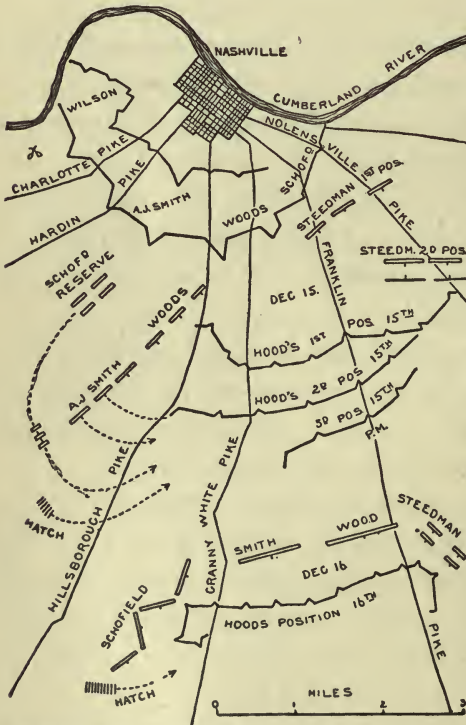 NASHVILLE
CUMBERLAND
RIVER
WILSON
NOLENSVILLE
PIKE
CHARLOTTE PIKE
HARDIN PIKE
A.J. SMITH
WOODS
SCHOFD
STEEDMAN
1ST POS.
STEEDM. 2D POS
FRANKLIN
PIKE
SCHOFD
RESERVE
WOODS
A.J SMITH
DEC 15.
HOOD'S 1ST POS 15TH
HOOD'S 2D POS 15TH
3D POS 15TH
P.M.
HATCH
HILLSBOROUGH PIKE
GRANNY WHITE PIKE
SMITH
WOOD
STEEDMAN
DEC 16
SCHOFIELD
HOODS POSITION 16TH
HATCH
MILES
0 1 2 3